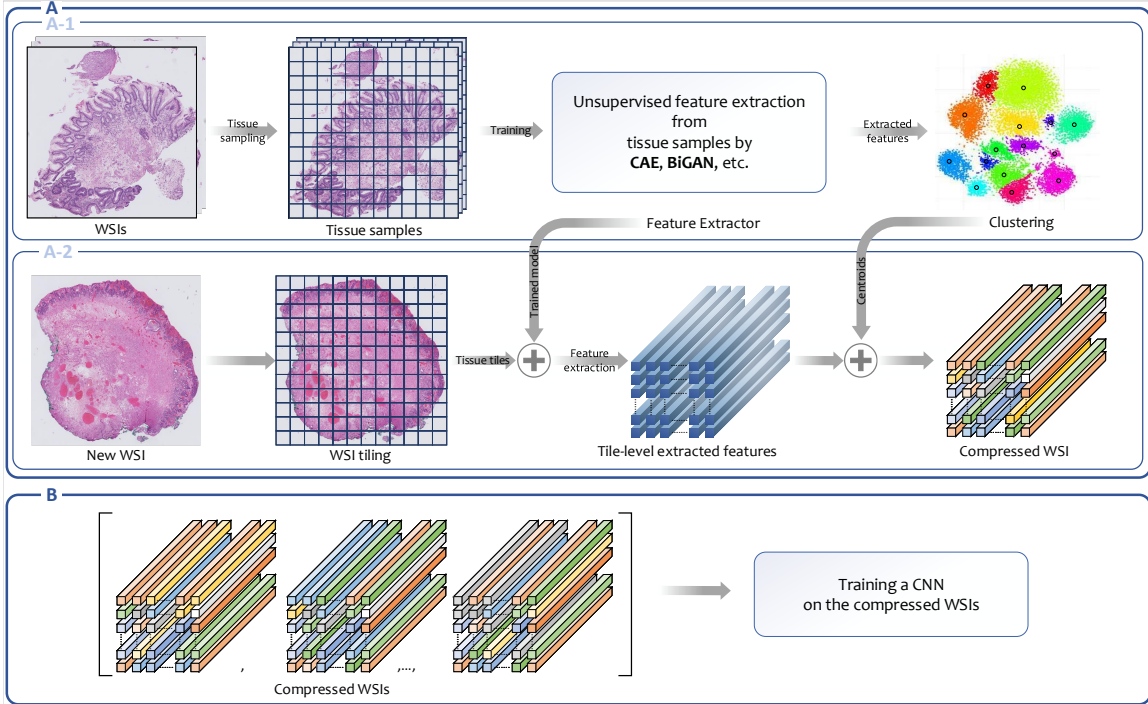 A
A-1
Tissue
sampling
Training
Unsupervised feature extraction
from
tissue samples by
CAE, BiGAN, etc.
Extracted
features
WSIs
Tissue samples
Feature Extractor
Clustering
A-2
Trained model
Centroids
Tissue tiles
Feature
extraction
New WSI
WSI tiling
Tile-level extracted features
Compressed WSI
B
, ,...,
Training a CNN
on the compressed WSIs
Compressed WSIs